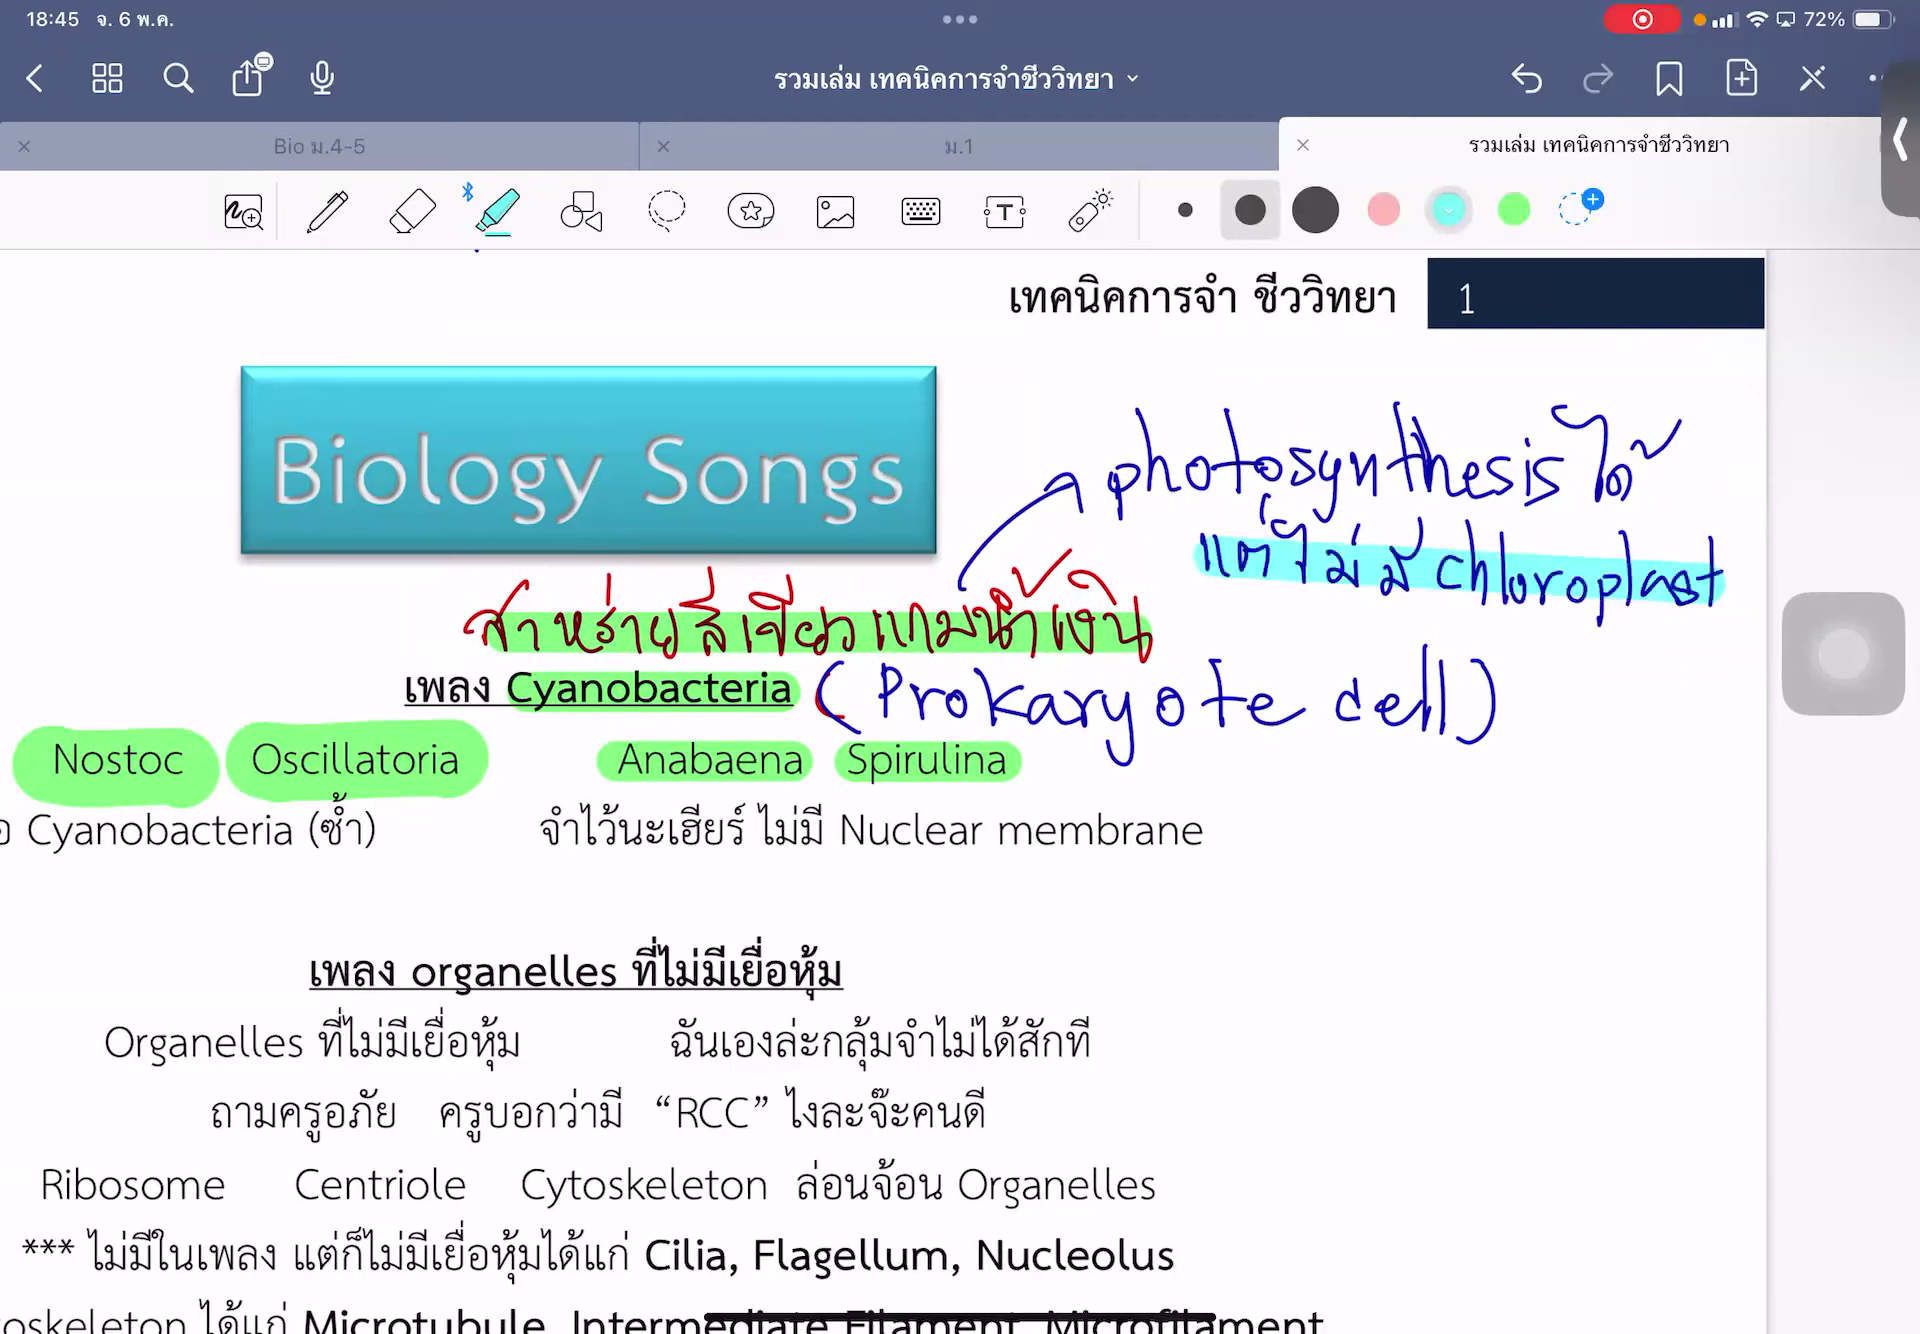 18:45 จ. 6 พ.ค.
72%
รวมเล่ม เทคนิคการจำชีววิทยา
Bio ม.4-5
ม.1
รวมเล่ม เทคนิคการจำชีววิทยา
เทคนิคการจำ ชีววิทยา 1
Biology Songs
photosynthesis ได้
แต่ไม่มี chloroplast
สาหร่ายสีเขียวแกมน้ำเงิน
เพลง Cyanobacteria (Prokaryote cell)
Nostoc Oscillatoria Anabaena Spirulina
อ Cyanobacteria (ซ้ำ) จำไว้นะเฮียร์ ไม่มี Nuclear membrane
เพลง organelles ที่ไม่มีเยื่อหุ้ม
Organelles ที่ไม่มีเยื่อหุ้ม ฉันเองล่ะกลุ้มจำไม่ได้สักที
ถามครูอภัย ครูบอกว่ามี “RCC” ไงละจ๊ะคนดี
Ribosome Centriole Cytoskeleton ล่อนจ้อน Organelles
*** ไม่มีในเพลง แต่ก็ไม่มีเยื่อหุ้มได้แก่ Cilia, Flagellum, Nucleolus
toskeleton ได้แก่ Microtubule, Intermediate Filament, Microfilament